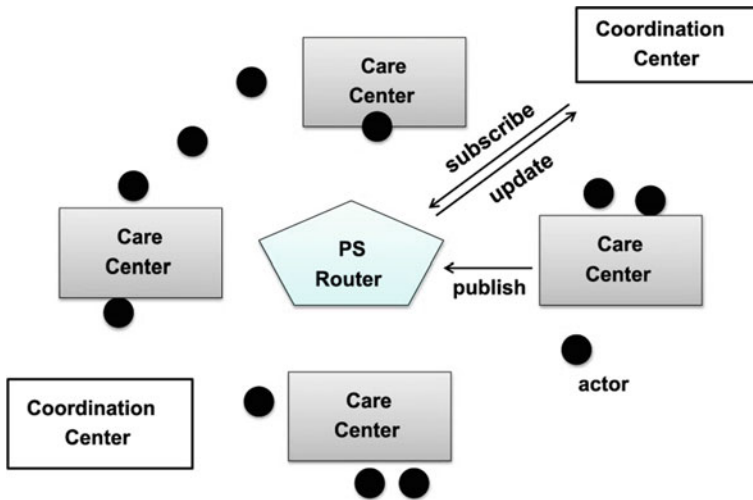 Coordination
Center
Care
Center
subscribe
update
Care
Center
PS
Router
Care
Center
publish
actor
Care
Center
Coordination
Center